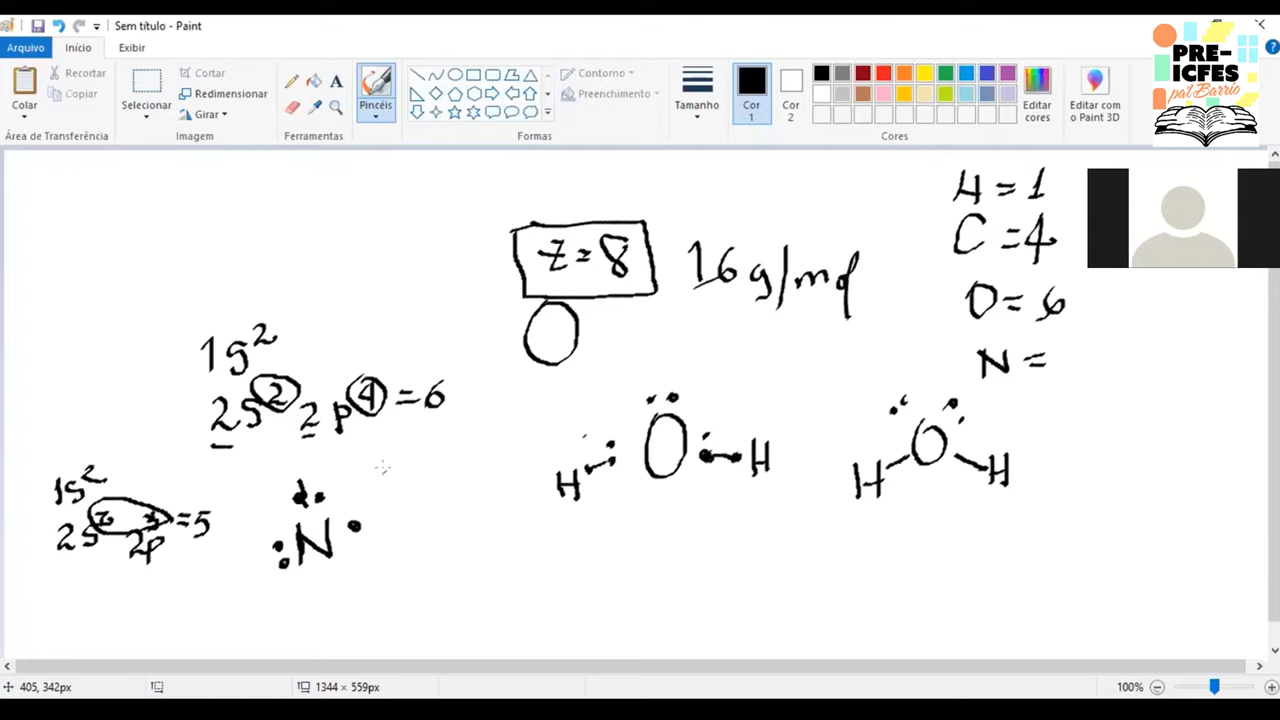 Sem título - Paint
Arquivo
Início
Exibir
Colar
Recortar
Copiar
Área de Transferência
Selecionar
Cortar
Redimensionar
Girar
Imagem
A
Ferramentas
Pincéis
Contorno
Preenchimento
Formas
Tamanho
Cor 1
Cor 2
Editar cores
Cores
Editar com o Paint 3D
PRE-
ICFES
pal Barrio
H = 1
C = 4
O = 6
N =
z = 8
16 g/mol
O
1s2
2s2 2p4 = 6
1s2
2s2 2p3 = 5
N
H O H
O
H H
405, 342px
1344 × 559px
100%